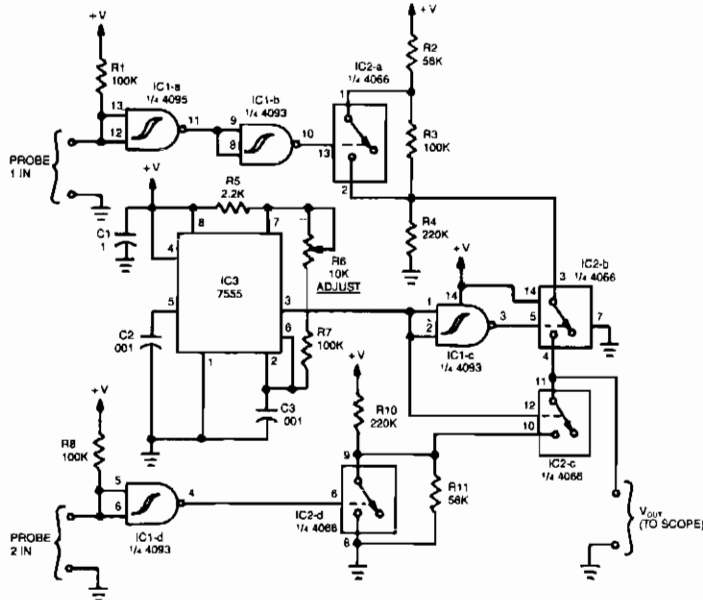 +V
R1
100K
IC1-a
¼ 4095
13
12
11
IC1-b
¼ 4093
9
8
10
IC2-a
¼ 4066
1
13
2
+V
R2
58K
R3
100K
R4
220K
PROBE
1 IN
+V
R5
2.2K
C1
1
8
7
4
IC3
7555
R6
10K
ADJUST
5
3
6
2
1
C2
001
R7
100K
C3
.001
+V
14
1
2
3
IC1-c
¼ 4093
IC2-b
¼ 4066
3
14
5
7
4
11
12
10
IC2-c
¼ 4066
+V
R10
220K
9
6
8
IC2-d
¼ 4066
R11
56K
+V
R8
100K
5
6
4
IC1-d
¼ 4093
PROBE
2 IN
VOUT
(TO SCOPE)